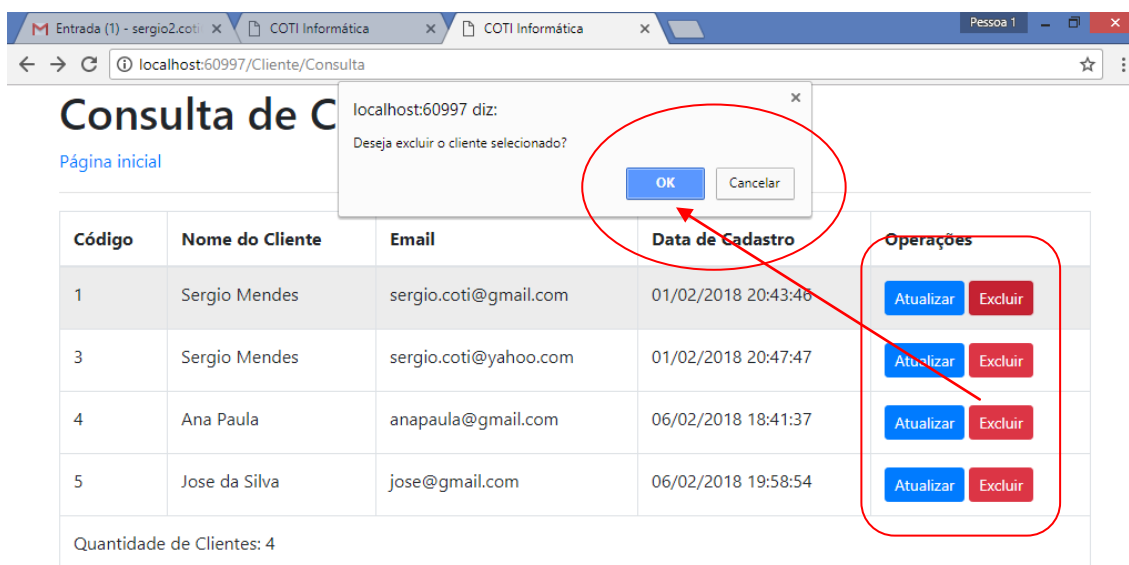 Entrada (1) - sergio2.coti
COTI Informática
COTI Informática
Pessoa 1
localhost:60997/Cliente/Consulta
Consulta de C
Página inicial
localhost:60997 diz:
Deseja excluir o cliente selecionado?
OK Cancelar
Código Nome do Cliente Email Data de Cadastro Operações
1 Sergio Mendes sergio.coti@gmail.com 01/02/2018 20:43:46 Atualizar Excluir
3 Sergio Mendes sergio.coti@yahoo.com 01/02/2018 20:47:47 Atualizar Excluir
4 Ana Paula anapaula@gmail.com 06/02/2018 18:41:37 Atualizar Excluir
5 Jose da Silva jose@gmail.com 06/02/2018 19:58:54 Atualizar Excluir
Quantidade de Clientes: 4